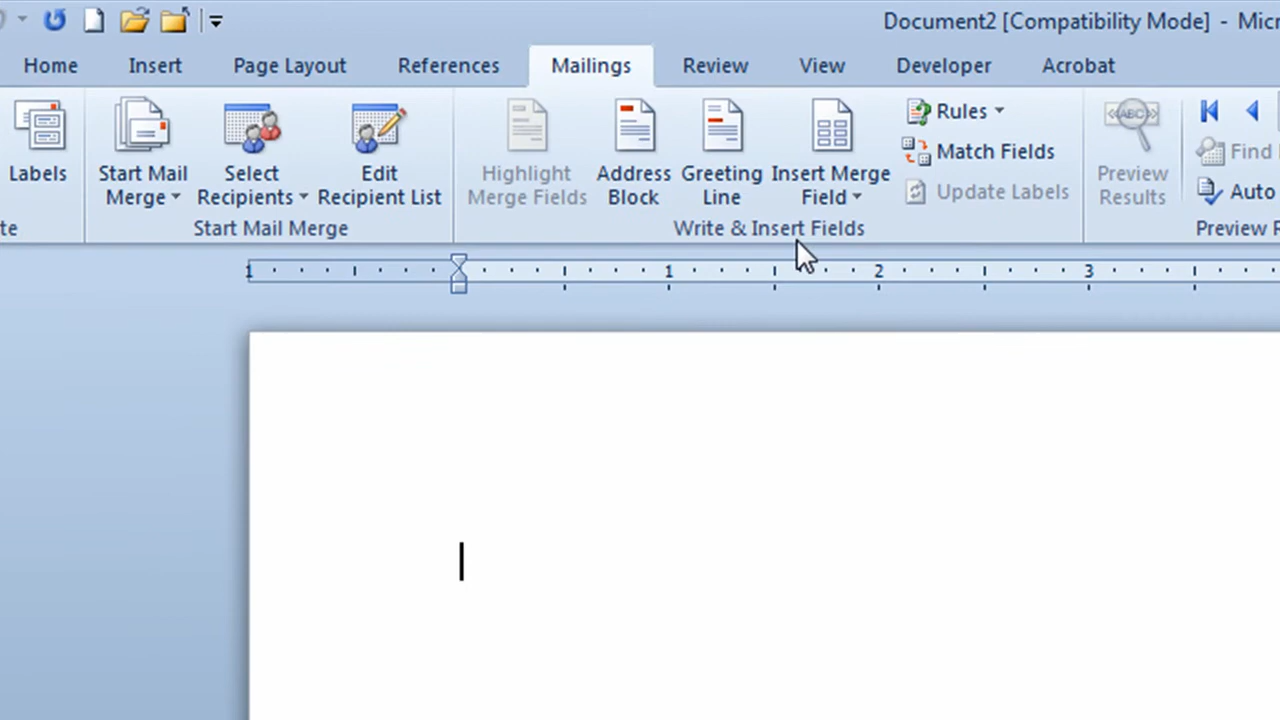 Document2 [Compatibility Mode] - Micr
Home Insert Page Layout References Mailings Review View Developer Acrobat
Labels
Start Mail Merge
Select Recipients
Edit Recipient List
Highlight Merge Fields
Address Block
Greeting Line
Insert Merge Field
Rules
Match Fields
Update Labels
<ABC>
Preview Results
Find
Auto
te
Start Mail Merge
Write & Insert Fields
Preview R
1 1 2 3